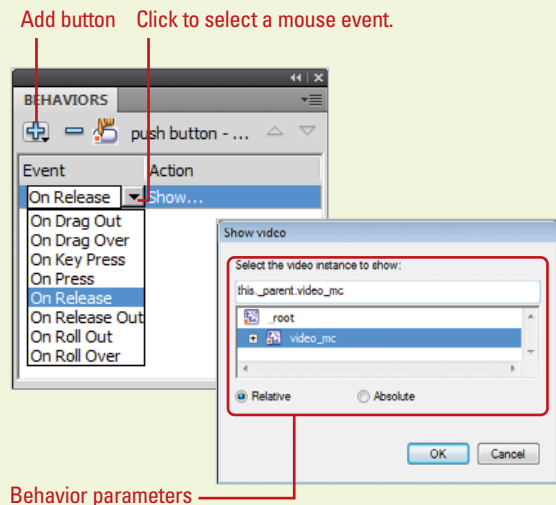 Add button Click to select a mouse event.
BEHAVIORS
push button - ...
Event Action
On Release Show...
On Drag Out
On Drag Over
On Key Press
On Press
On Release
On Release Out
On Roll Out
On Roll Over
Show video
Select the video instance to show:
this._parent.video_mc
_root
video_mc
Relative Absolute
OK Cancel
Behavior parameters